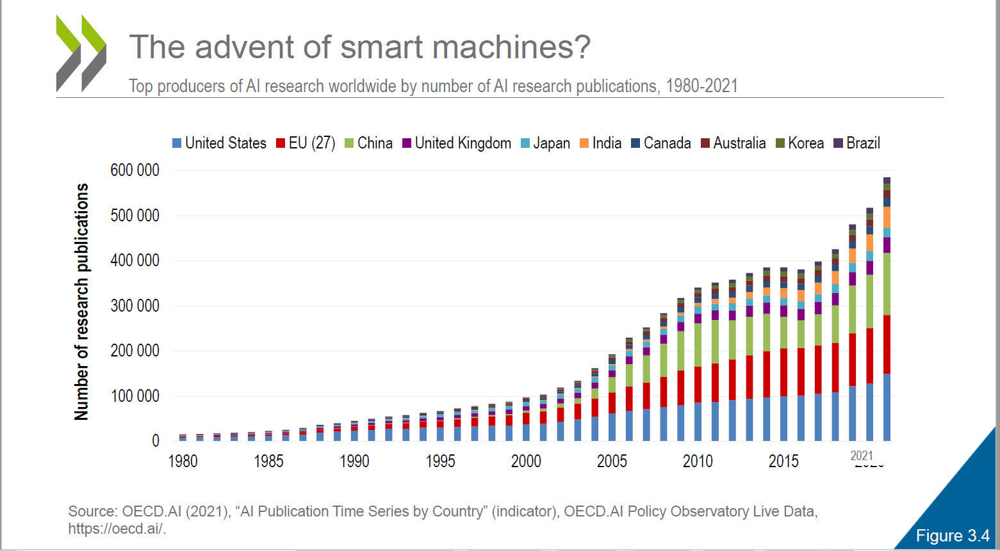 The advent of smart machines?
Top producers of AI research worldwide by number of AI research publications, 1980-2021
United States EU (27) China United Kingdom Japan India Canada Australia Korea Brazil
Number of research publications
600 000
500 000
400 000
300 000
200 000
100 000
0
1980 1985 1990 1995 2000 2005 2010 2015 2021
Source: OECD.AI (2021), “AI Publication Time Series by Country” (indicator), OECD.AI Policy Observatory Live Data,
https://oecd.ai/.
Figure 3.4